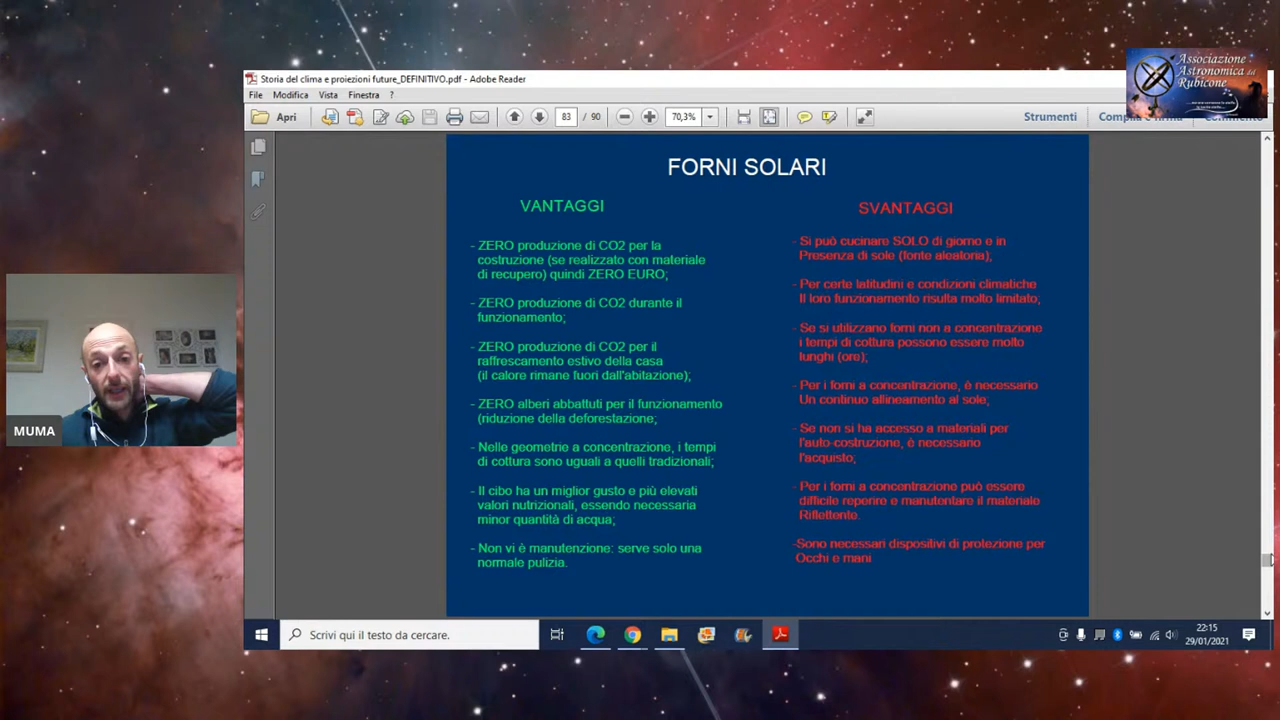 Storia del clima e proiezioni future_DEFINITIVO.pdf - Adobe Reader
File Modifica Vista Finestra ?
Apri 83 / 90 70,3% Strumenti
Associazione
Astronomica del
Rubicone
FORNI SOLARI
VANTAGGI
- ZERO produzione di CO2 per la
costruzione (se realizzato con materiale
di recupero) quindi ZERO EURO;
- ZERO produzione di CO2 durante il
funzionamento;
- ZERO produzione di CO2 per il
raffrescamento estivo della casa
(il calore rimane fuori dall'abitazione);
- ZERO alberi abbattuti per il funzionamento
(riduzione della deforestazione;
- Nelle geometrie a concentrazione, i tempi
di cottura sono uguali a quelli tradizionali;
- Il cibo ha un miglior gusto e più elevati
valori nutrizionali, essendo necessaria
minor quantità di acqua;
- Non vi è manutenzione: serve solo una
normale pulizia.
SVANTAGGI
- Si può cucinare SOLO di giorno e in
Presenza di sole (fonte aleatoria);
- Per certe latitudini e condizioni climatiche
Il loro funzionamento risulta molto limitato;
- Se si utilizzano forni non a concentrazione
i tempi di cottura possono essere molto
lunghi (ore);
- Per i forni a concentrazione, è necessario
Un continuo allineamento al sole;
- Se non si ha accesso a materiali per
l'auto-costruzione, è necessario
l'acquisto;
- Per i forni a concentrazione può essere
difficile reperire e manutentare il materiale
Riflettente.
-Sono necessari dispositivi di protezione per
Occhi e mani
MUMA
Scrivi qui il testo da cercare.
22:15
29/01/2021